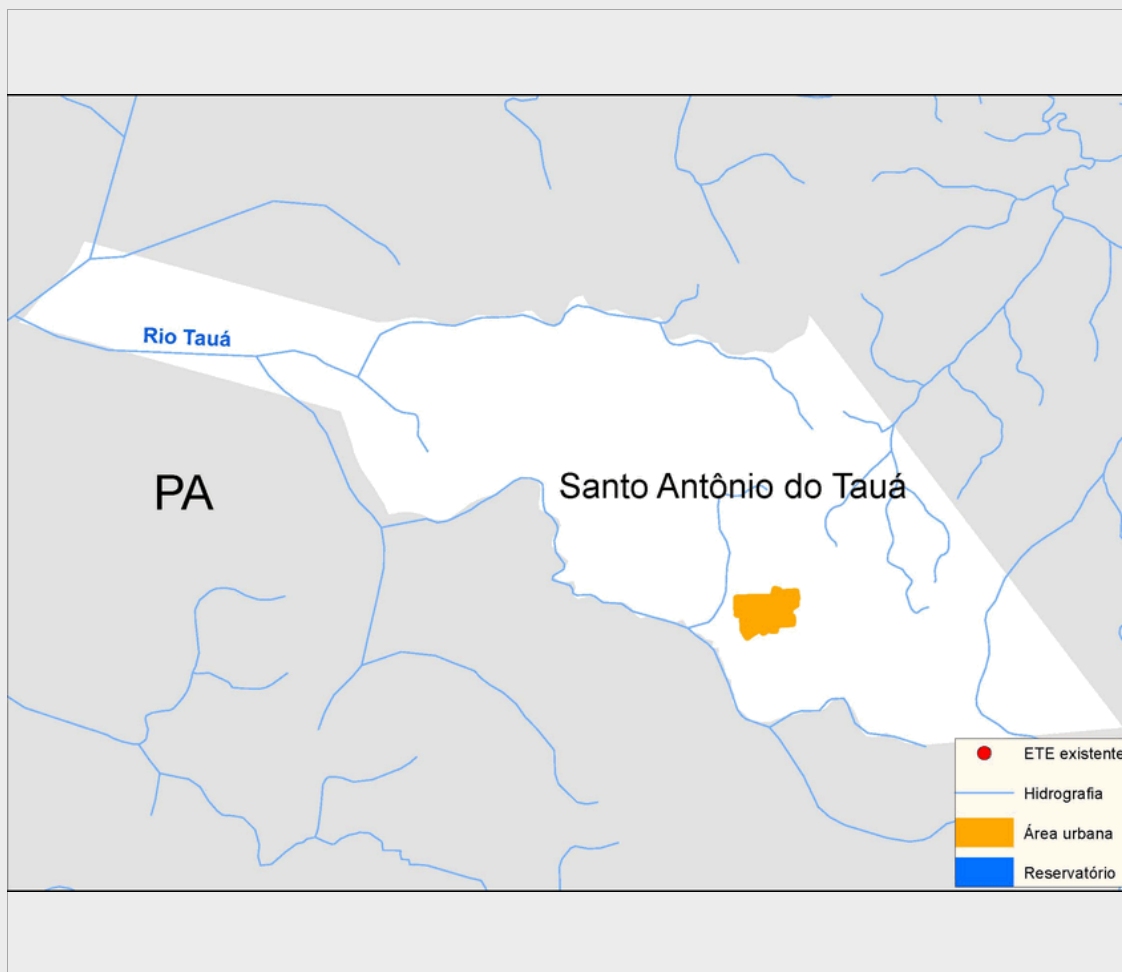 Rio Tauá
PA
Santo Antônio do Tauá
ETE existente
Hidrografia
Área urbana
Reservatório